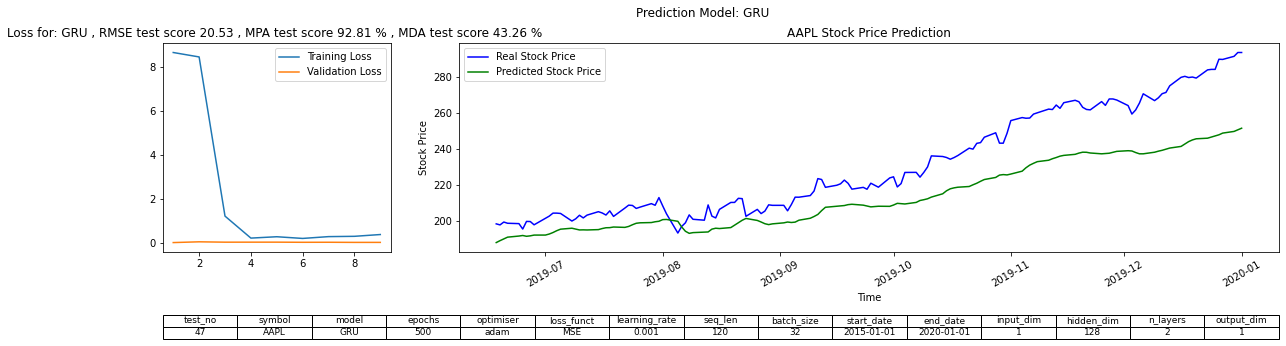 Prediction Model: GRU
Loss for: GRU , RMSE test score 20.53 , MPA test score 92.81 % , MDA test score 43.26 %
Training Loss
Validation Loss
8
6
4
2
0
2 4 6 8
AAPL Stock Price Prediction
Real Stock Price
Predicted Stock Price
Stock Price
280
260
240
220
200
2019-07 2019-08 2019-09 2019-10 2019-11 2019-12 2020-01
Time
test_no symbol model epochs optimiser loss_funct learning_rate seq_len batch_size start_date end_date input_dim hidden_dim n_layers output_dim
47 AAPL GRU 500 adam MSE 0.001 120 32 2015-01-01 2020-01-01 1 128 2 1